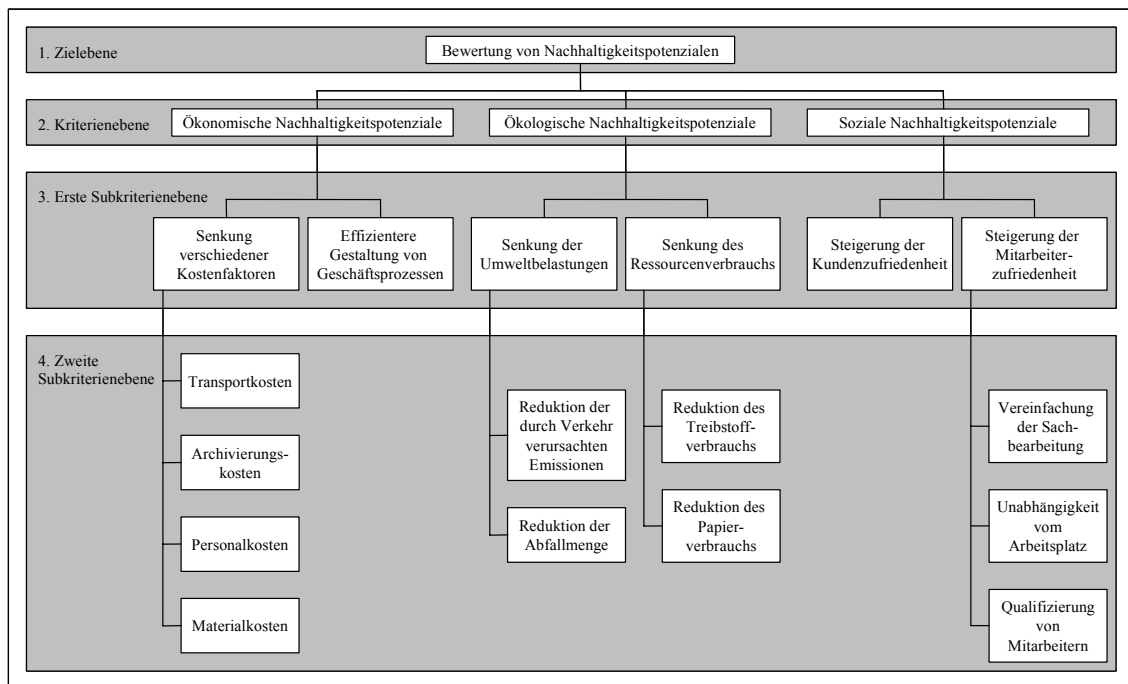 1. Zielebene
Bewertung von Nachhaltigkeitspotenzialen
2. Kriterienebene
Ökonomische Nachhaltigkeitspotenziale
Ökologische Nachhaltigkeitspotenziale
Soziale Nachhaltigkeitspotenziale
3. Erste Subkriterienebene
Senkung
verschiedener
Kostenfaktoren
Effizientere
Gestaltung von
Geschäftsprozessen
Senkung der
Umweltbelastungen
Senkung des
Ressourcenverbrauchs
Steigerung der
Kundenzufriedenheit
Steigerung der
Mitarbeiter-
zufriedenheit
4. Zweite
Subkriterienebene
Transportkosten
Archivierungs-
kosten
Personalkosten
Materialkosten
Reduktion der
durch Verkehr
verursachten
Emissionen
Reduktion der
Abfallmenge
Reduktion des
Treibstoff-
verbrauchs
Reduktion des
Papier-
verbrauchs
Vereinfachung
der Sach-
bearbeitung
Unabhängigkeit
vom
Arbeitsplatz
Qualifizierung
von
Mitarbeitern